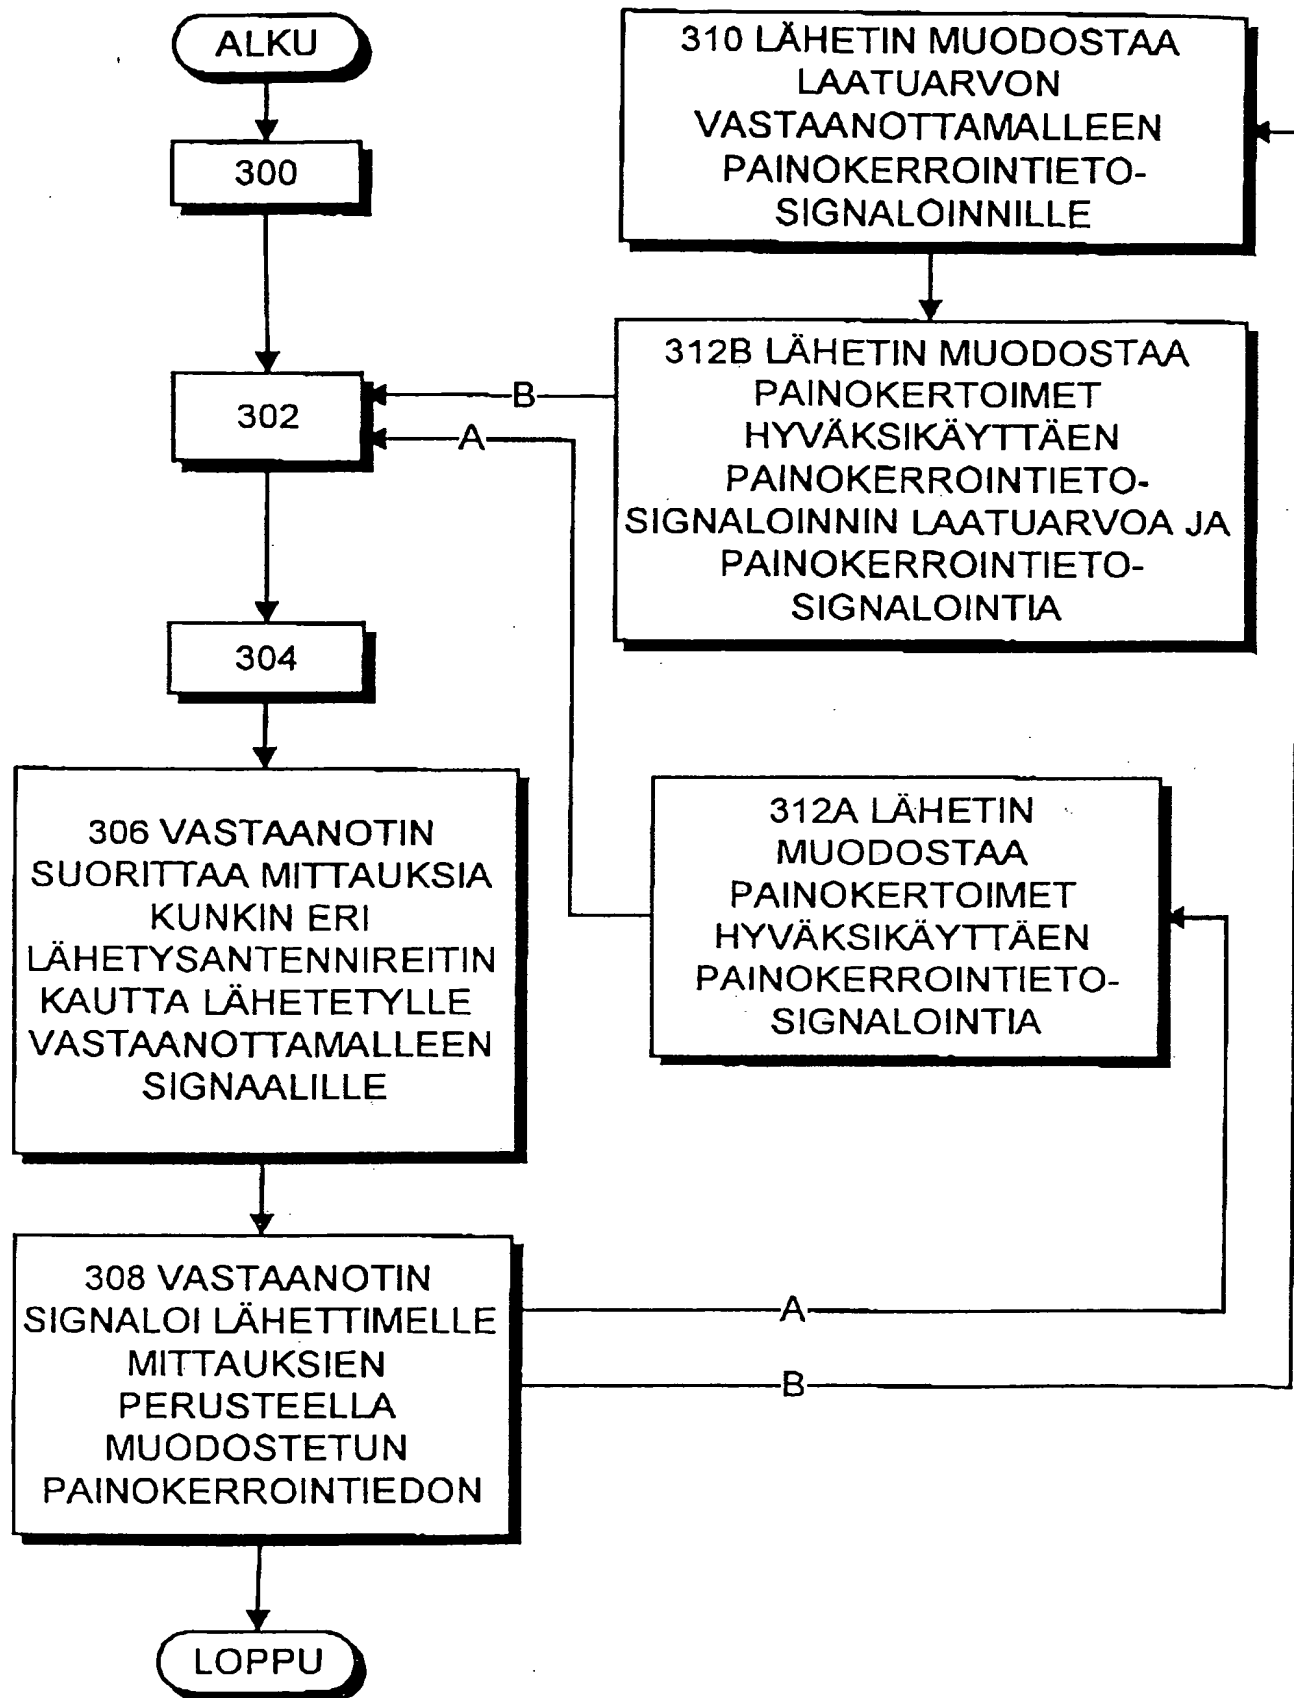 ALKU
300
302
304
306 VASTAANOTIN
SUORITTAA MITTAUKSIA
KUNKIN ERI
LÄHETYSANTENNIREITIN
KAUTTA LÄHETETYLLE
VASTAANOTTAMALLEEN
SIGNAALILLE
308 VASTAANOTIN
SIGNALOI LÄHETTIMELLE
MITTAUKSIEN
PERUSTEELLA
MUODOSTETUN
PAINOKERROINTIEDON
LOPPU
310 LÄHETIN MUODOSTAA
LAATUARVON
VASTAANOTTAMALLEEN
PAINOKERROINTIETO-
SIGNALOINNILLE
312B LÄHETIN MUODOSTAA
PAINOKERTOIMET
HYVÄKSIKÄYTTÄEN
PAINOKERROINTIETO-
SIGNALOINNIN LAATUARVOA JA
PAINOKERROINTIETO-
SIGNALOINTIA
B
A
312A LÄHETIN
MUODOSTAA
PAINOKERTOIMET
HYVÄKSIKÄYTTÄEN
PAINOKERROINTIETO-
SIGNALOINTIA
A
B